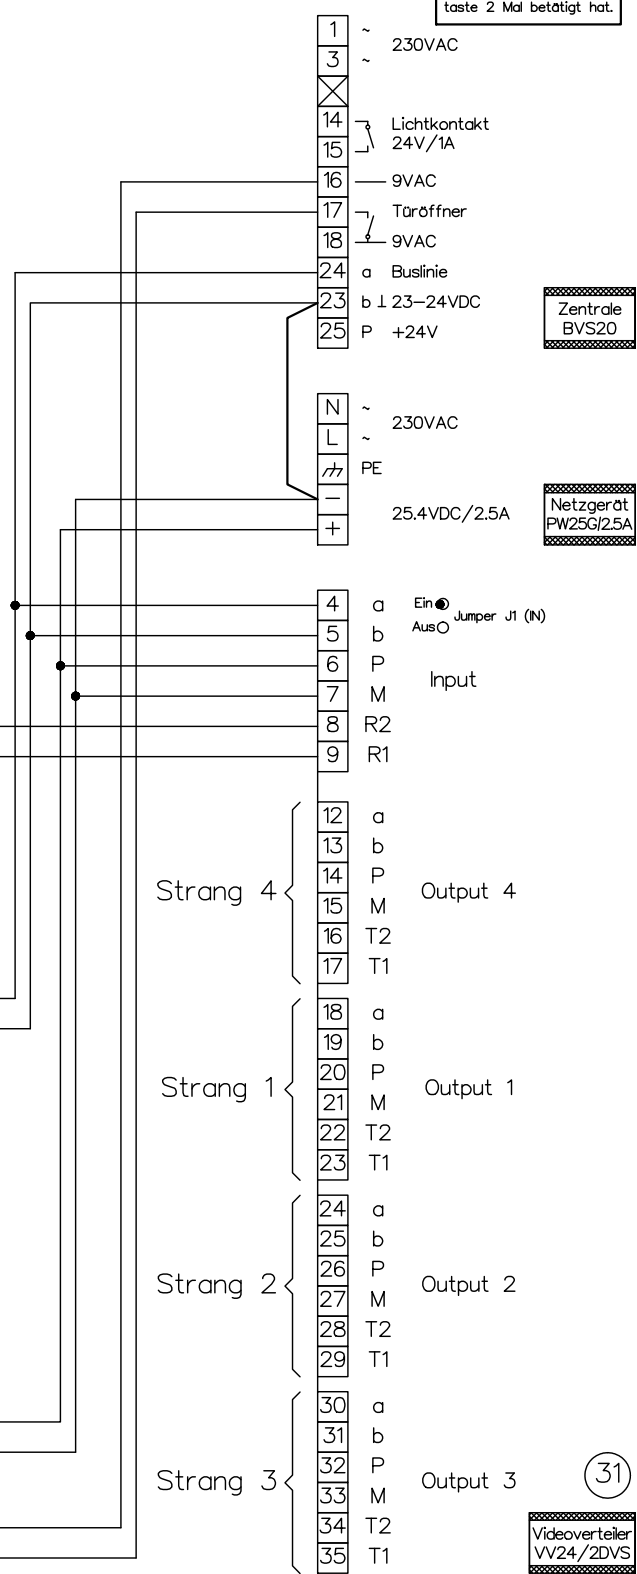 taste 2 Mal betätigt hat.
1 ~
230VAC
3 ~
14
Lichtkontakt
24V/1A
15
16 9VAC
17 Türöffner
18 9VAC
24 a Buslinie
23 b ⊥ 23-24VDC
25 P +24V
Zentrale
BVS20
N ~
230VAC
L ~
PE
-
25.4VDC/2.5A
+
Netzgerät
PW25G/2.5A
4 a
Ein
Jumper J1 (IN)
Aus
5 b
6 P
Input
7 M
8 R2
9 R1
12 a
13 b
14 P
Strang 4
Output 4
15 M
16 T2
17 T1
18 a
19 b
20 P
Strang 1
Output 1
21 M
22 T2
23 T1
24 a
25 b
26 P
Strang 2
Output 2
27 M
28 T2
29 T1
30 a
31 b
32 P
Strang 3
Output 3
31
33 M
34 T2
35 T1
Videoverteiler
VV24/2DVS